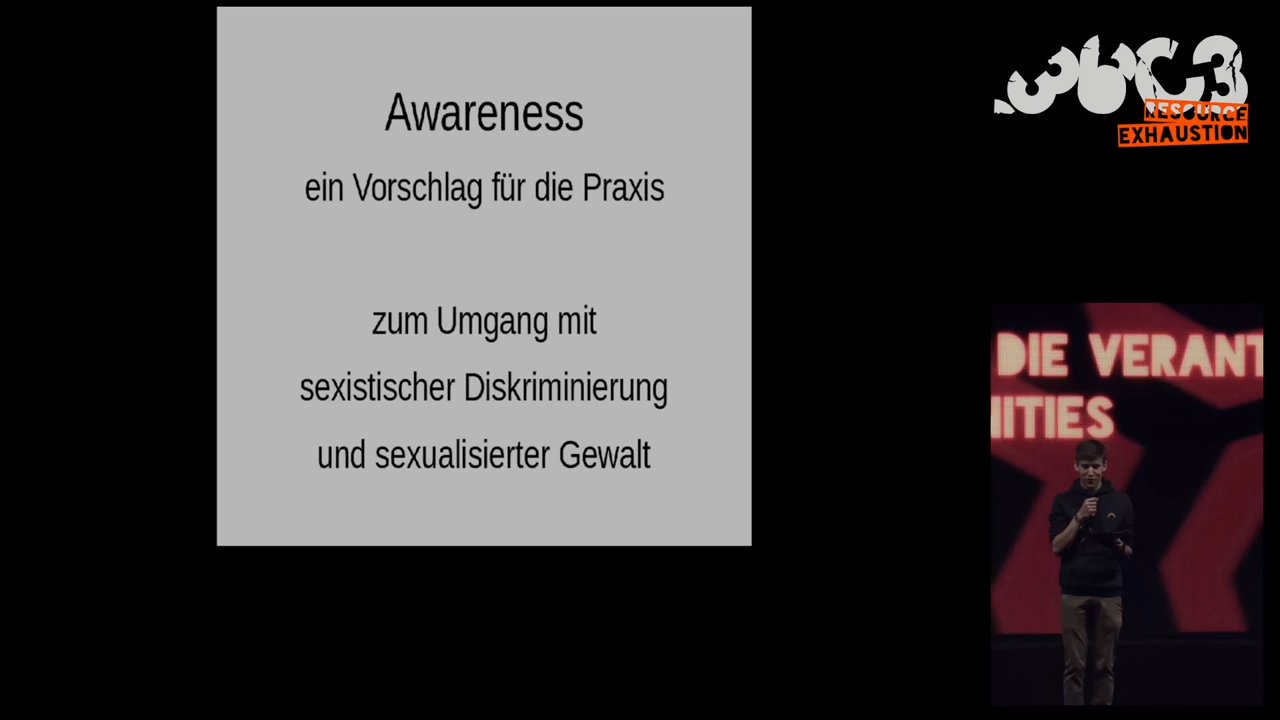 Awareness
ein Vorschlag für die Praxis
zum Umgang mit
sexistischer Diskriminierung
und sexualisierter Gewalt
36C3
RESOURCE
EXHAUSTION
DIE VERANT
ITIES